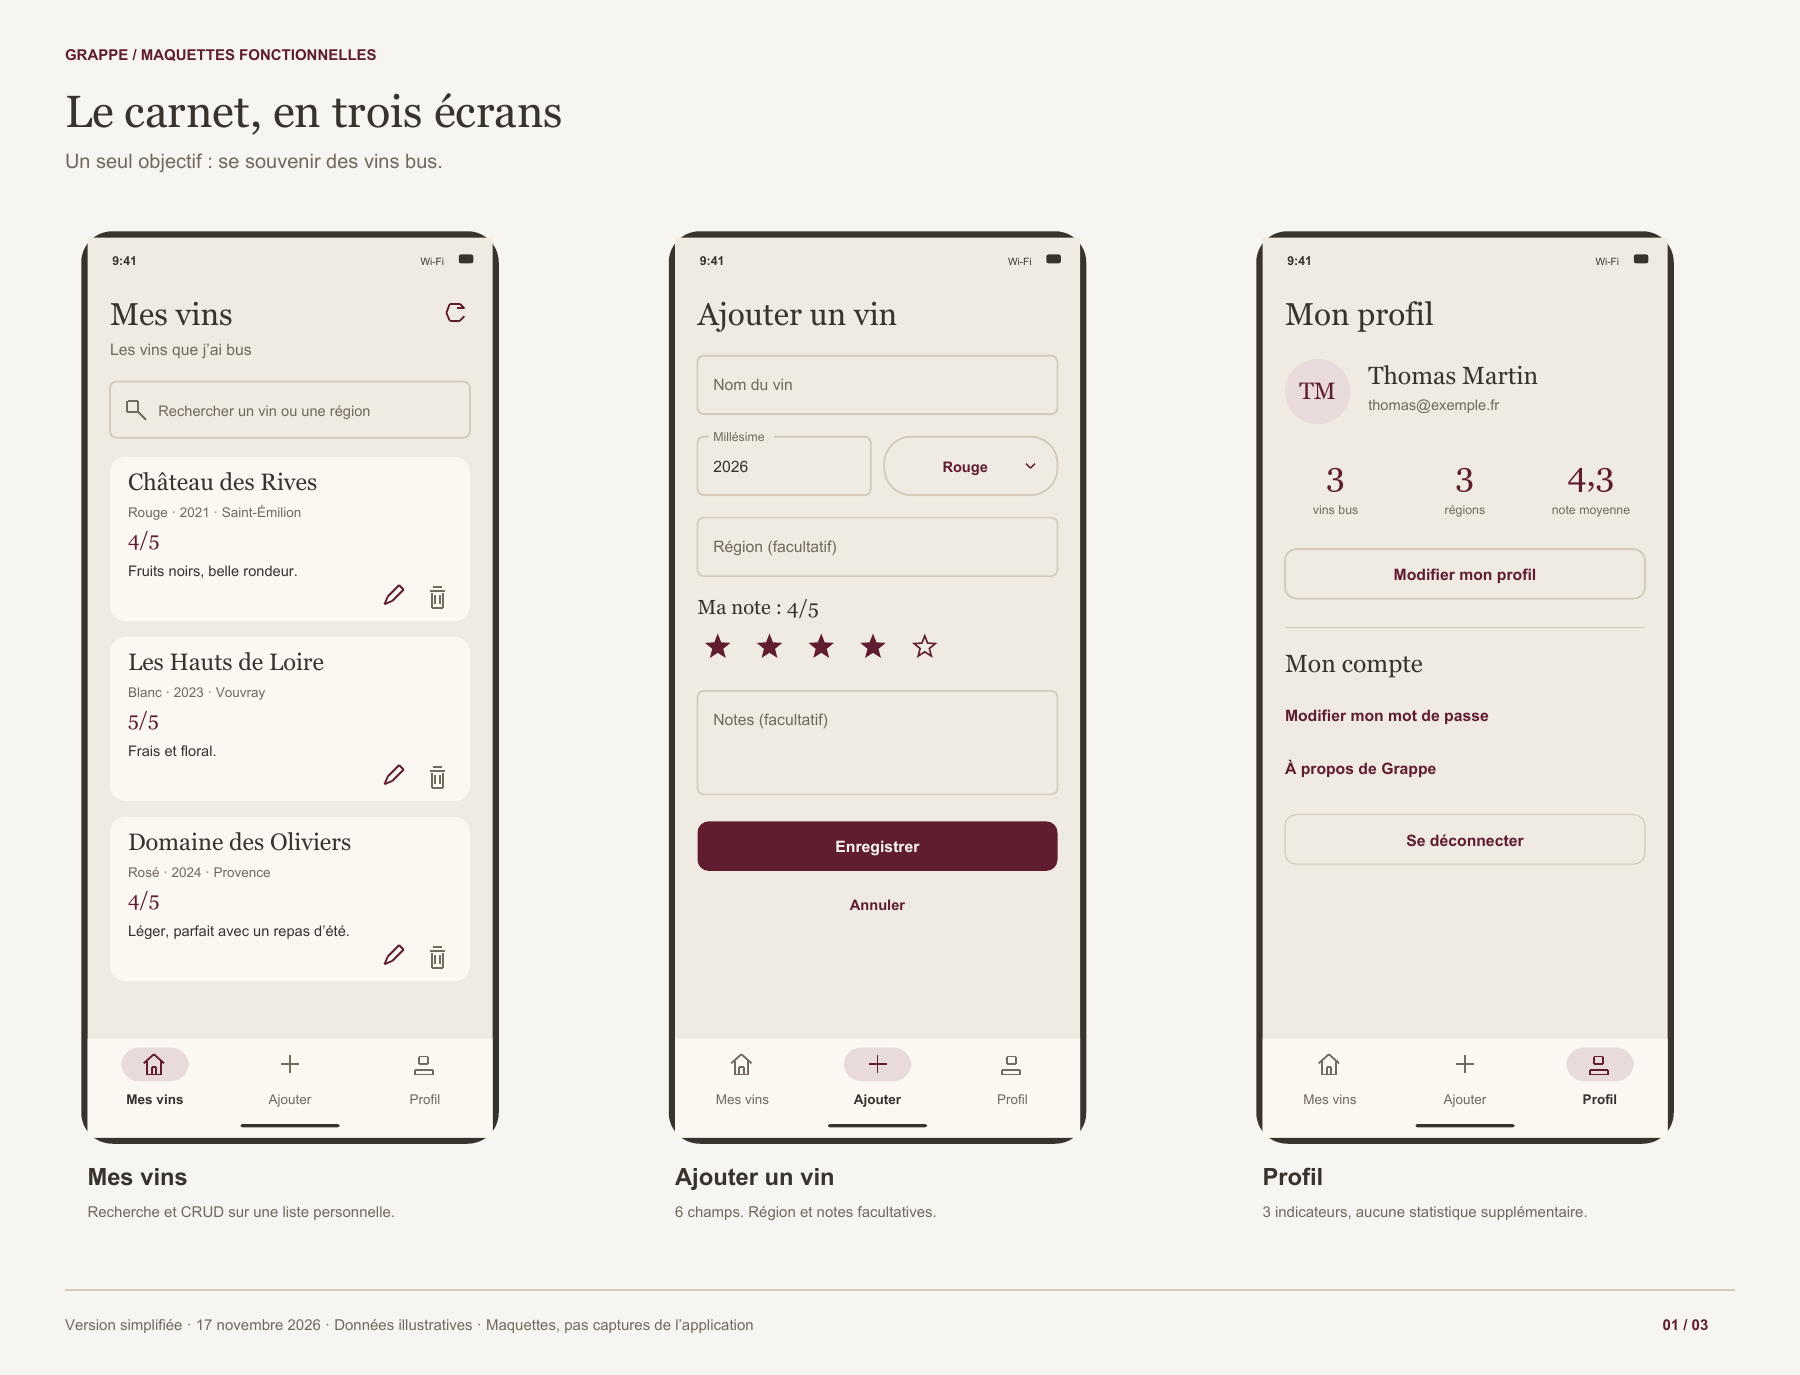 GRAPPE / MAQUETTES FONCTIONNELLES
Le carnet, en trois écrans
Un seul objectif : se souvenir des vins bus.
9:41
Wi-Fi
Mes vins
Les vins que j’ai bus
Rechercher un vin ou une région
Château des Rives
Rouge · 2021 · Saint-Émilion
4/5
Fruits noirs, belle rondeur.
Les Hauts de Loire
Blanc · 2023 · Vouvray
5/5
Frais et floral.
Domaine des Oliviers
Rosé · 2024 · Provence
4/5
Léger, parfait avec un repas d’été.
Mes vins
Ajouter
Profil
Mes vins
Recherche et CRUD sur une liste personnelle.
9:41
Wi-Fi
Ajouter un vin
Nom du vin
Millésime
2026
Rouge
Région (facultatif)
Ma note : 4/5
Notes (facultatif)
Enregistrer
Annuler
Mes vins
Ajouter
Profil
Ajouter un vin
6 champs. Région et notes facultatives.
9:41
Wi-Fi
Mon profil
TM
Thomas Martin
thomas@exemple.fr
3
vins bus
3
régions
4,3
note moyenne
Modifier mon profil
Mon compte
Modifier mon mot de passe
À propos de Grappe
Se déconnecter
Mes vins
Ajouter
Profil
Profil
3 indicateurs, aucune statistique supplémentaire.
Version simplifiée · 17 novembre 2026 · Données illustratives · Maquettes, pas captures de l’application
01 / 03